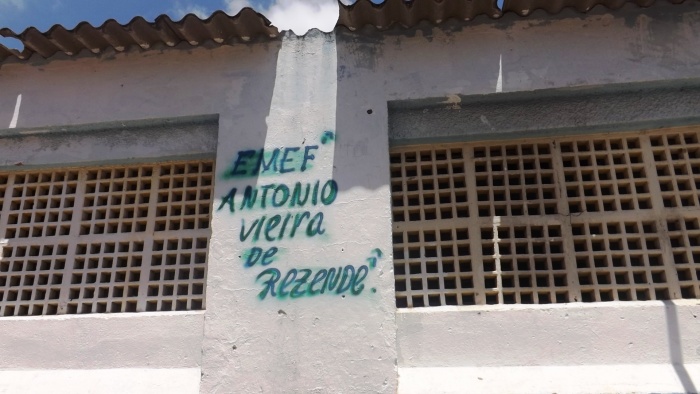 EMEF"
ANTONIO
VIEIRA
DE
REZENDE".